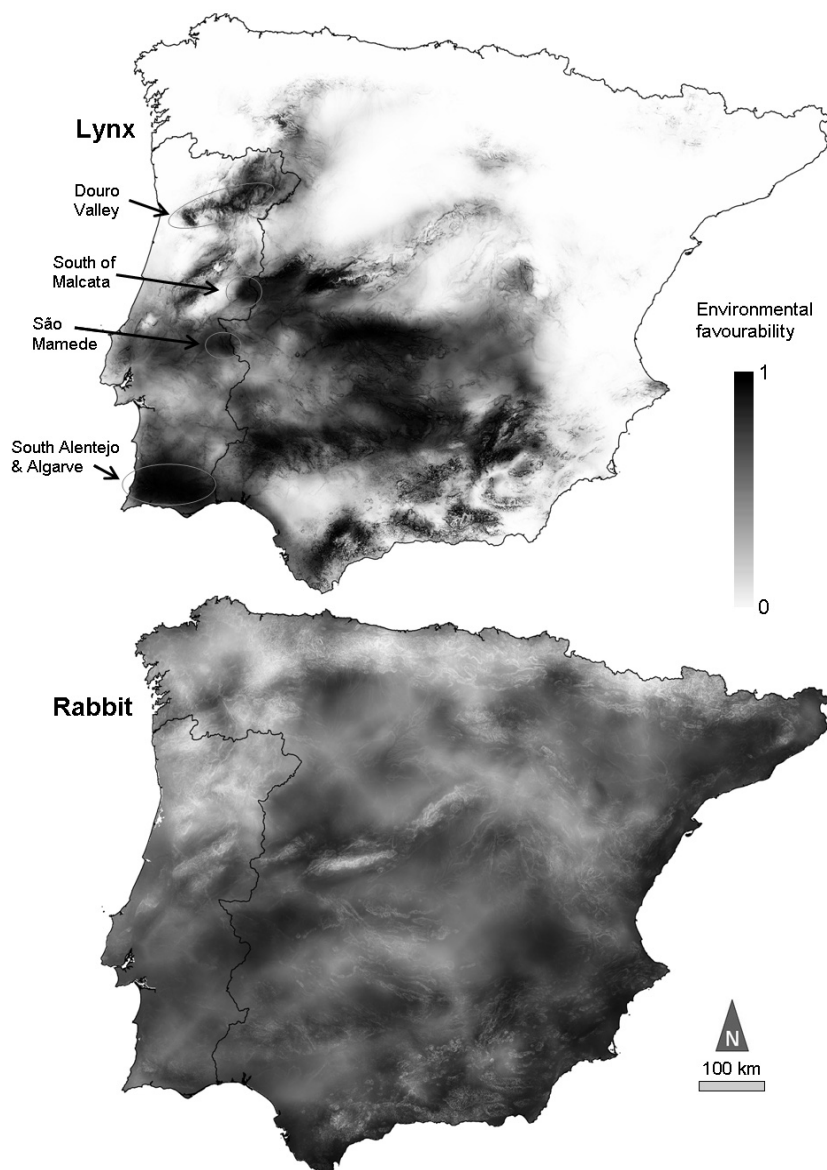 Lynx
Douro
Valley
South of
Malcata
São
Mamede
South Alentejo
& Algarve
Environmental
favourability
1
0
Rabbit
N
100 km